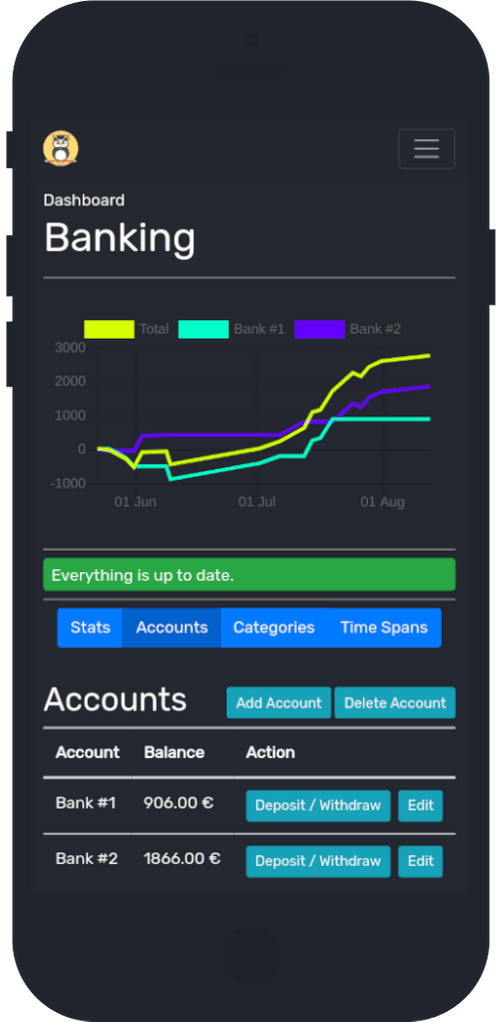 Dashboard
Banking
Total Bank #1 Bank #2
3000
2000
1000
0
-1000
01 Jun 01 Jul 01 Aug
Everything is up to date.
Stats Accounts Categories Time Spans
Accounts Add Account Delete Account
Account Balance Action
Bank #1 906.00 € Deposit / Withdraw Edit
Bank #2 1866.00 € Deposit / Withdraw Edit